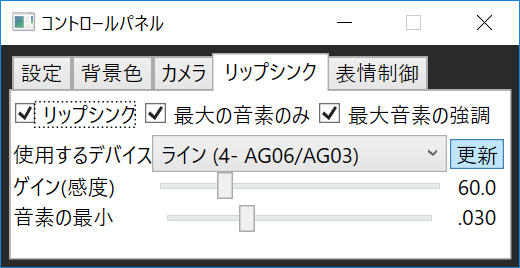 コントロールパネル
設定 背景色 カメラ リップシンク 表情制御
リップシンク 最大の音素のみ 最大音素の強調
使用するデバイス ライン (4- AG06/AG03) 更新
ゲイン(感度) 60.0
音素の最小 .030